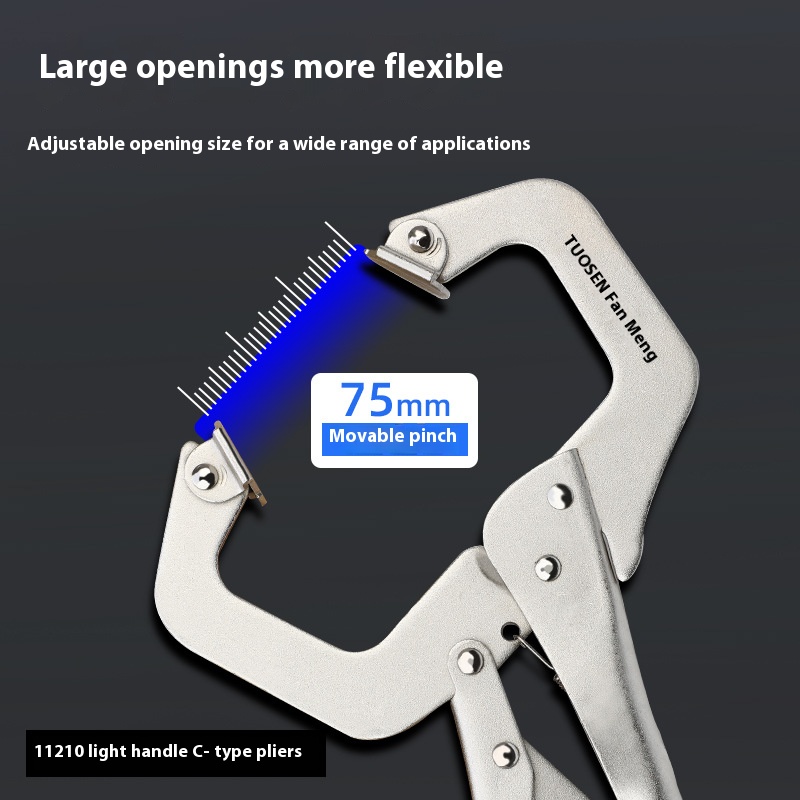 Large openings more flexible
Adjustable opening size for a wide range of applications
TUOSEN Fan Meng
75mm
Movable pinch
11210 light handle C- type pliers